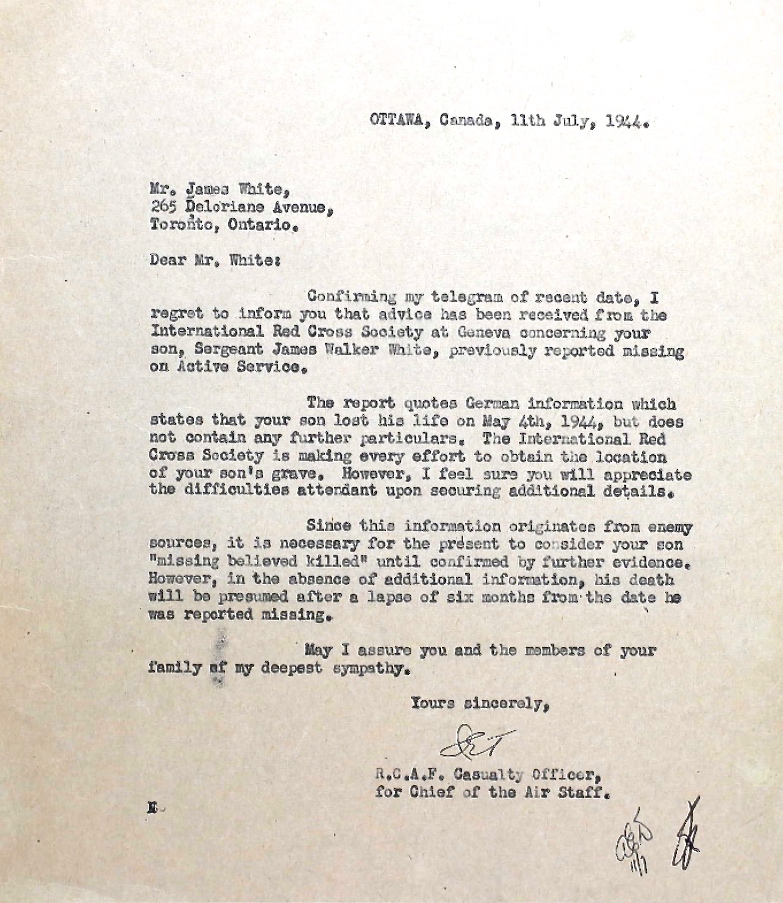 OTTAWA, Canada, 11th July, 1944.
Mr. James White,
265 Deloriane Avenue,
Toronto, Ontario.
Dear Mr. White:
Confirming my telegram of recent date, I
regret to inform you that advice has been received from the
International Red Cross Society at Geneva concerning your
son, Sergeant James Walker White, previously reported missing
on Active Service.
The report quotes German information which
states that your son lost his life on May 4th, 1944, but does
not contain any further particulars. The International Red
Cross Society is making every effort to obtain the location
of your son's grave. However, I feel sure you will appreciate
the difficulties attendant upon securing additional details.
Since this information originates from enemy
sources, it is necessary for the present to consider your son
"missing believed killed" until confirmed by further evidence.
However, in the absence of additional information, his death
will be presumed after a lapse of six months from the date he
was reported missing.
May I assure you and the members of your
family of my deepest sympathy.
Yours sincerely,
R.C.A.F. Casualty Officer,
for Chief of the Air Staff.